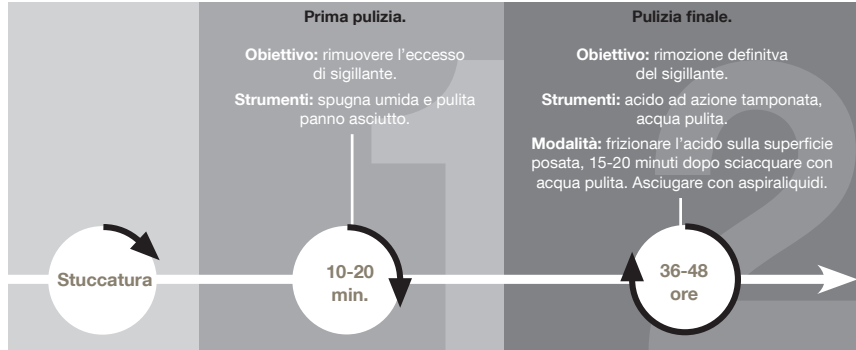 Prima pulizia.
Obiettivo: rimuovere l'eccesso
di sigillante.
Strumenti: spugna umida e pulita
panno asciutto.
Pulizia finale.
Obiettivo: rimozione definitva
del sigillante.
Strumenti: acido ad azione tamponata,
acqua pulita.
Modalità: frizionare l'acido sulla superficie
posata, 15-20 minuti dopo sciacquare con
acqua pulita. Asciugare con aspiraliquidi.
1
2
Stuccatura
10-20
min.
36-48
ore